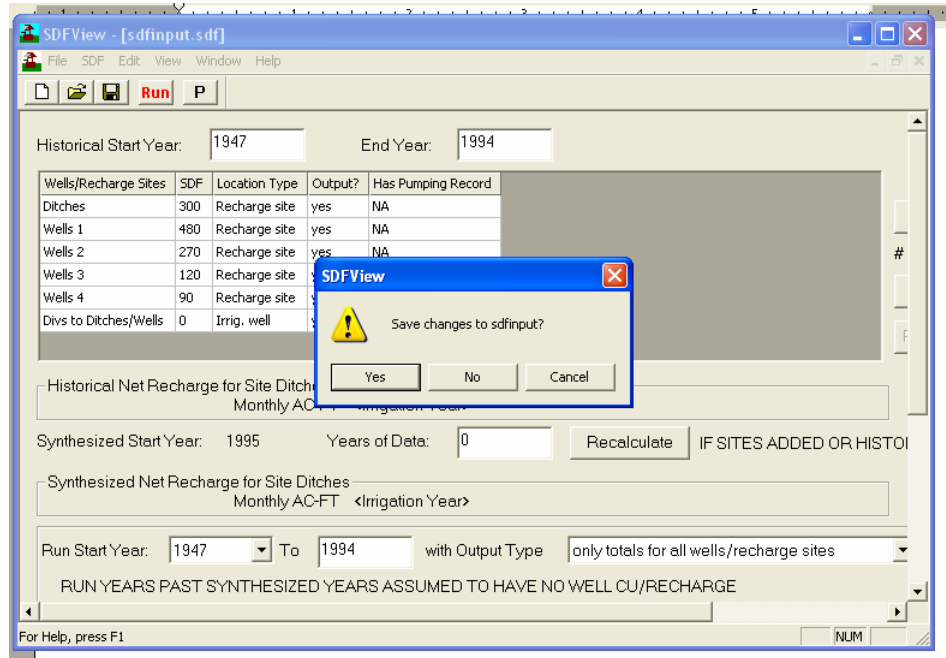 SDFView - [sdfinput.sdf]
File SDF Edit View Window Help
Run P
Historical Start Year: 1947 End Year: 1994
Wells/Recharge Sites SDF Location Type Output? Has Pumping Record
Ditches 300 Recharge site yes NA
Wells 1 480 Recharge site yes NA
Wells 2 270 Recharge site yes NA
#
Wells 3 120 Recharge site
Wells 4 90 Recharge site
Divs to Ditches/Wells 0 Irrig. well
SDFView
Save changes to sdfinput?
Yes No Cancel
Historical Net Recharge for Site
Monthly
Synthesized Start Year: 1995 Years of Data: 0 Recalculate IF SITES ADDED OR
Synthesized Net Recharge for Site Ditches
Monthly AC-FT <Irrigation Year>
Run Start Year: 1947 To 1994 with Output Type only totals for all wells/recharge sites
RUN YEARS PAST SYNTHESIZED YEARS ASSUMED TO HAVE NO WELL CU/RECHARGE
For Help, press F1 NUM